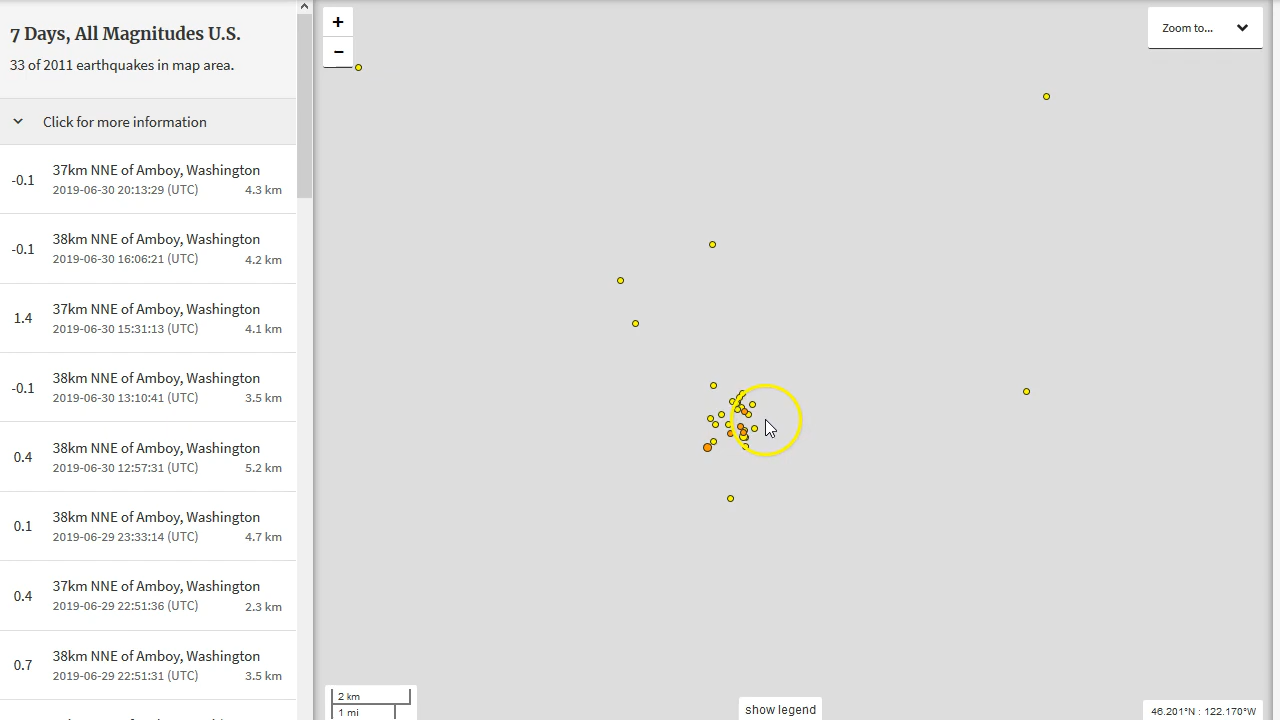 7 Days, All Magnitudes U.S.
33 of 2011 earthquakes in map area.
Click for more information
-0.1 37km NNE of Amboy, Washington
2019-06-30 20:13:29 (UTC) 4.3 km
-0.1 38km NNE of Amboy, Washington
2019-06-30 16:06:21 (UTC) 4.2 km
1.4 37km NNE of Amboy, Washington
2019-06-30 15:31:13 (UTC) 4.1 km
-0.1 38km NNE of Amboy, Washington
2019-06-30 13:10:41 (UTC) 3.5 km
0.4 38km NNE of Amboy, Washington
2019-06-30 12:57:31 (UTC) 5.2 km
0.1 38km NNE of Amboy, Washington
2019-06-29 23:33:14 (UTC) 4.7 km
0.4 37km NNE of Amboy, Washington
2019-06-29 22:51:36 (UTC) 2.3 km
0.7 38km NNE of Amboy, Washington
2019-06-29 22:51:31 (UTC) 3.5 km
+
−
Zoom to...
2 km
1 mi
show legend
46.201°N : 122.170°W